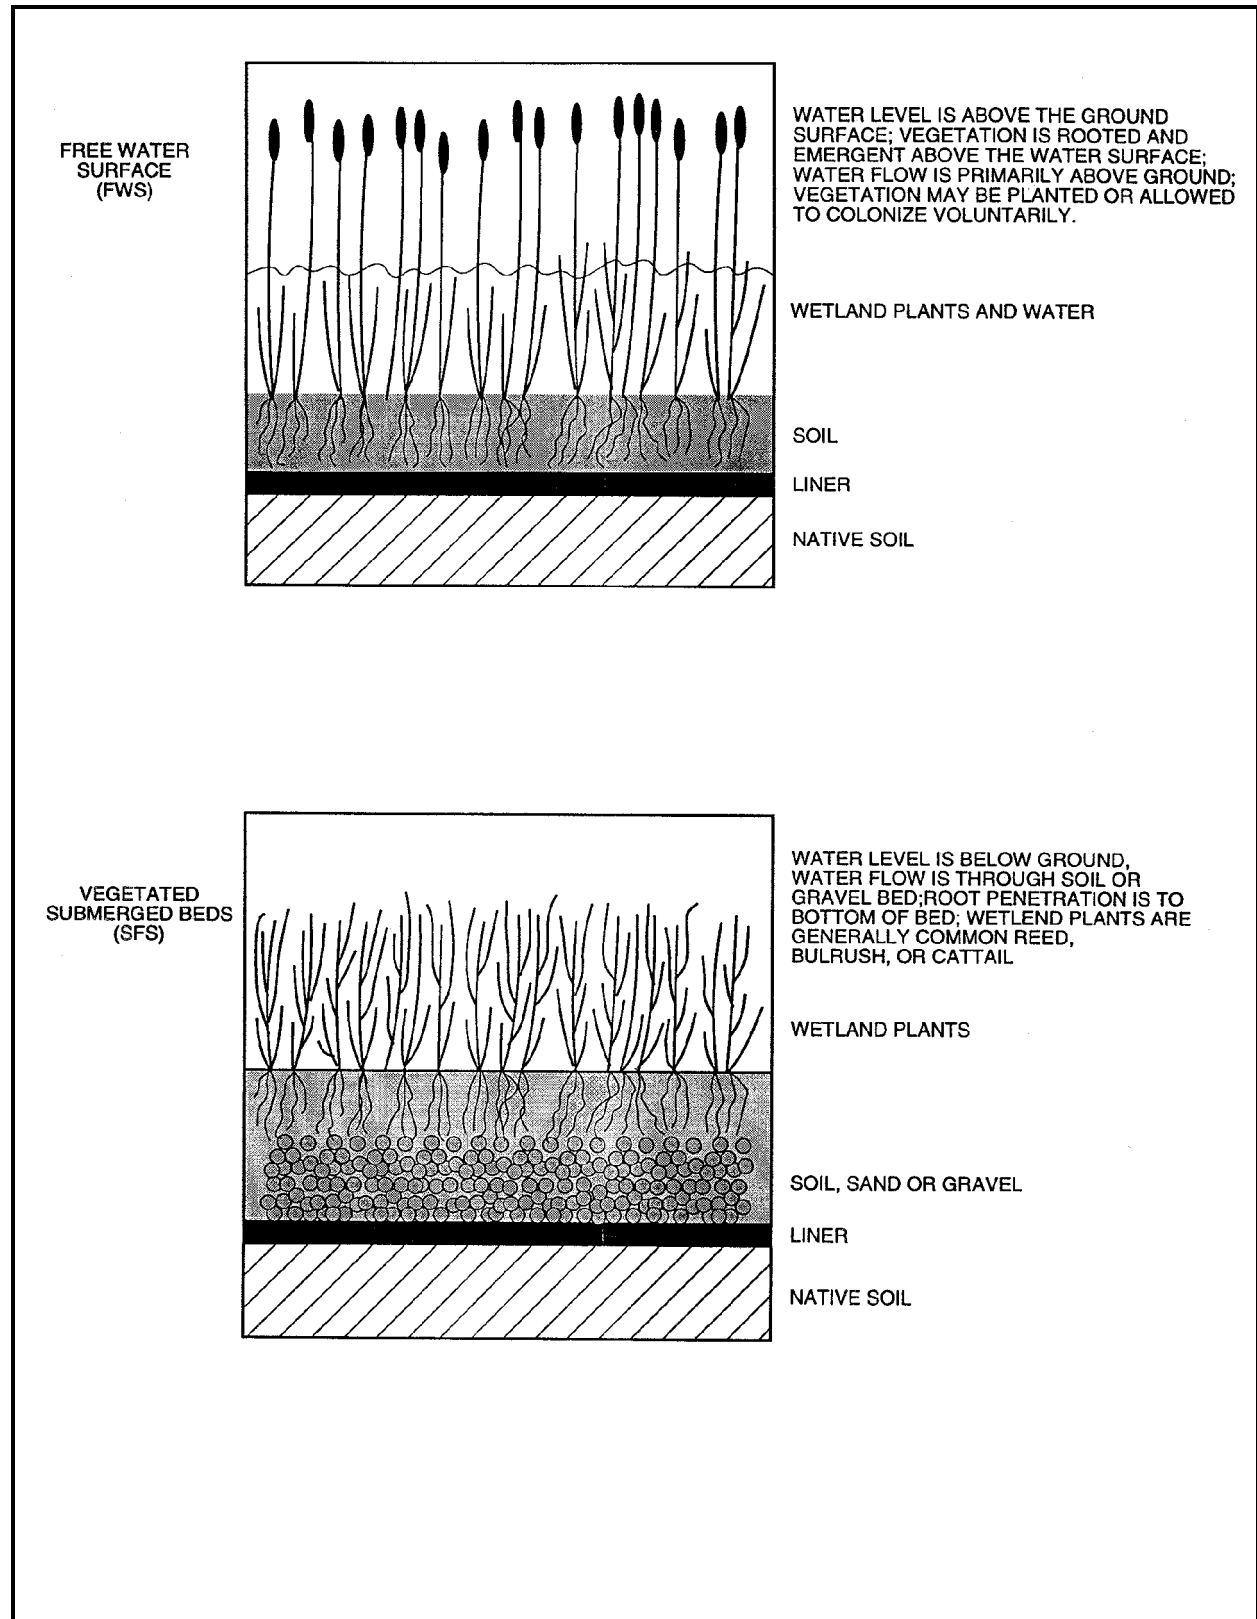 FREE WATER
SURFACE
(FWS)
WATER LEVEL IS ABOVE THE GROUND
SURFACE; VEGETATION IS ROOTED AND
EMERGENT ABOVE THE WATER SURFACE;
WATER FLOW IS PRIMARILY ABOVE GROUND;
VEGETATION MAY BE PLANTED OR ALLOWED
TO COLONIZE VOLUNTARILY.
WETLAND PLANTS AND WATER
SOIL
LINER
NATIVE SOIL
VEGETATED
SUBMERGED BEDS
(SFS)
WATER LEVEL IS BELOW GROUND,
WATER FLOW IS THROUGH SOIL OR
GRAVEL BED;ROOT PENETRATION IS TO
BOTTOM OF BED; WETLEND PLANTS ARE
GENERALLY COMMON REED,
BULRUSH, OR CATTAIL
WETLAND PLANTS
SOIL, SAND OR GRAVEL
LINER
NATIVE SOIL